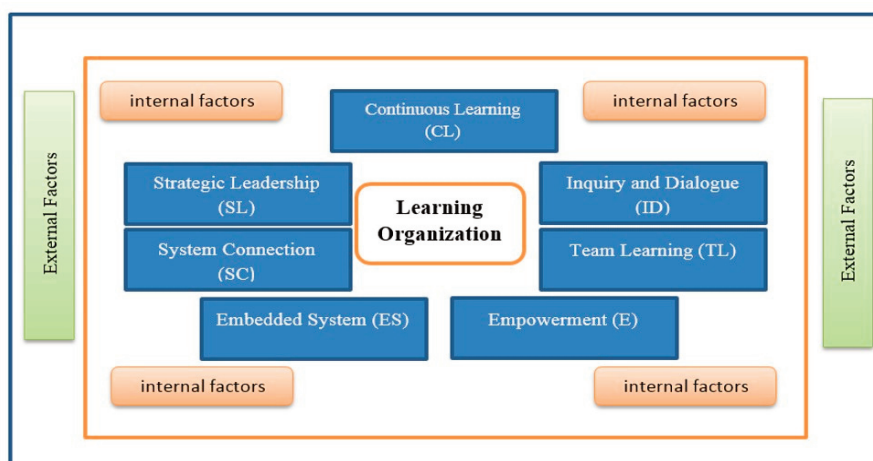 internal factors
internal factors
Continuous Learning
(CL)
External Factors
External Factors
Strategic Leadership
(SL)
Inquiry and Dialogue
(ID)
Learning
Organization
System Connection
(SC)
Team Learning (TL)
Embedded System (ES)
Empowerment (E)
internal factors
internal factors